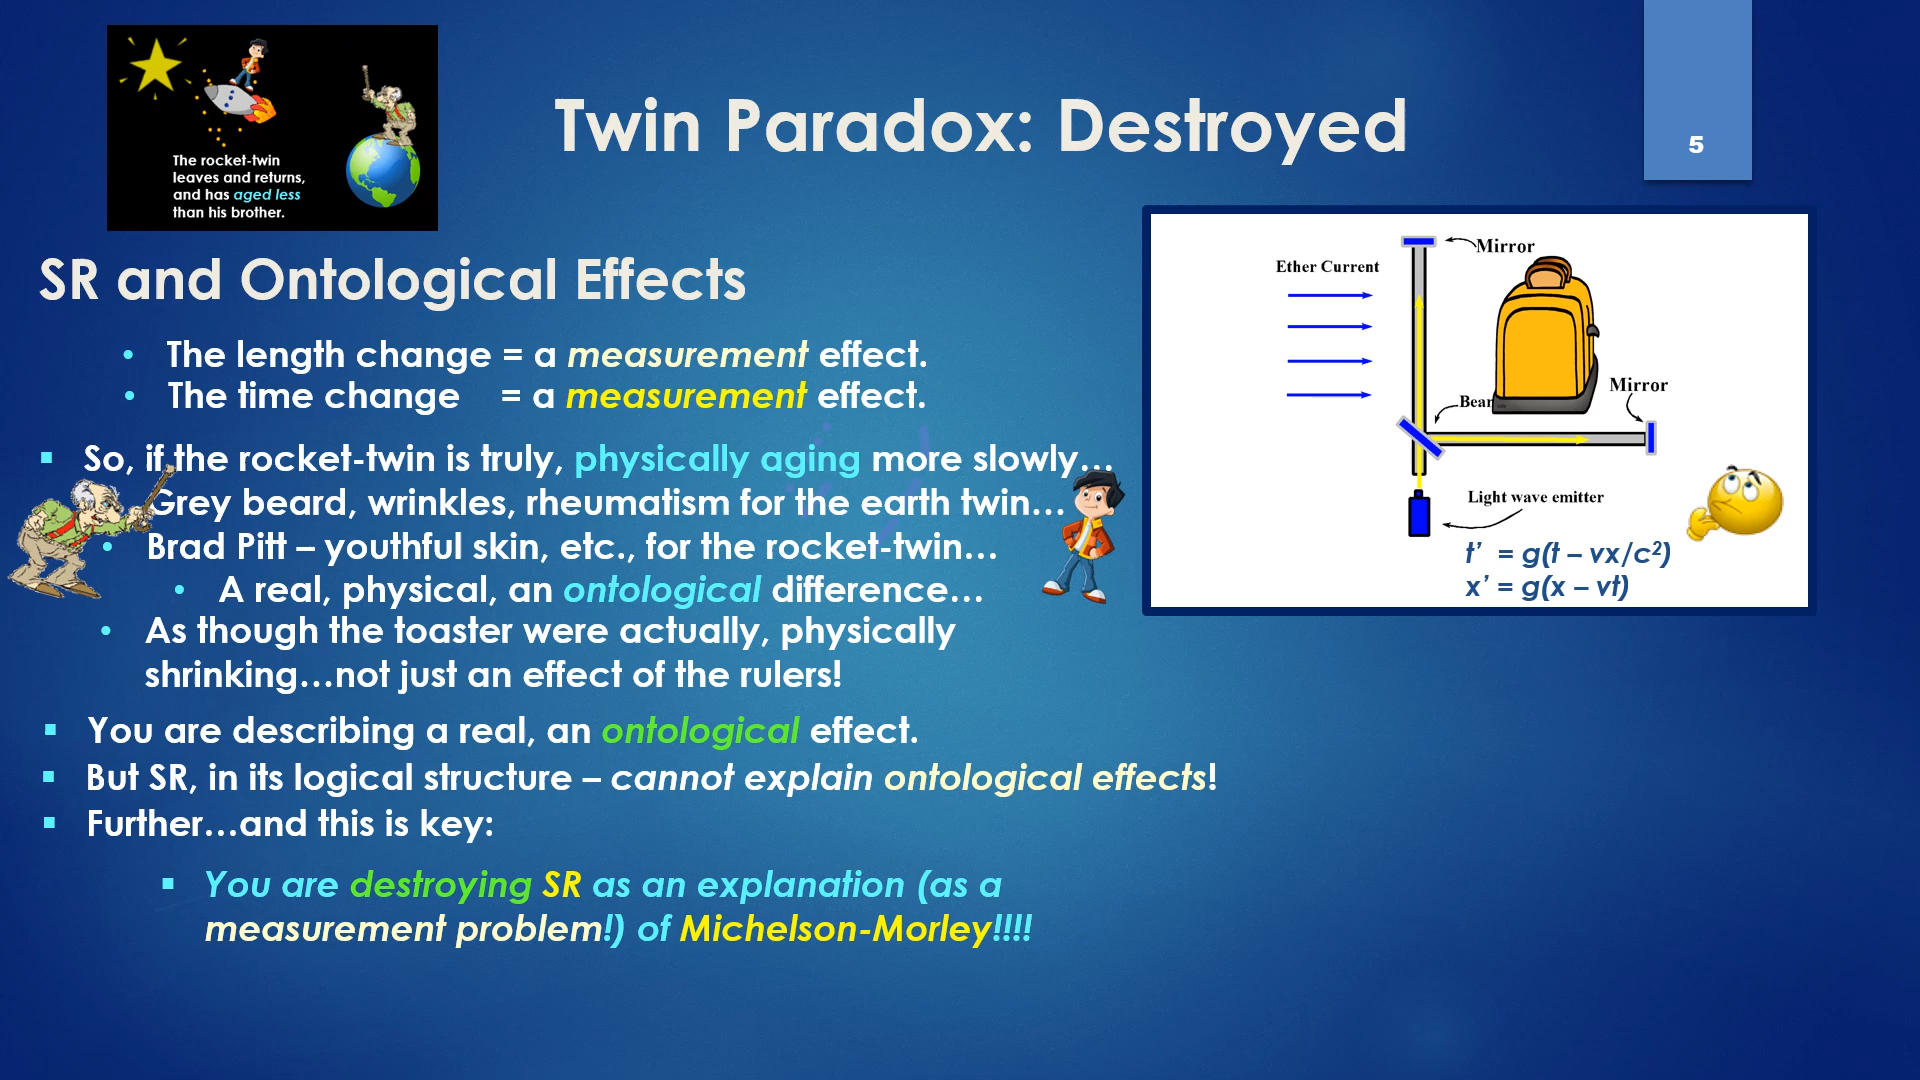 The rocket-twin
leaves and returns,
and has aged less
than his brother.
Twin Paradox: Destroyed
5
SR and Ontological Effects
• The length change = a measurement effect.
• The time change = a measurement effect.
▪ So, if the rocket-twin is truly, physically aging more slowly…
Grey beard, wrinkles, rheumatism for the earth twin…
• Brad Pitt – youthful skin, etc., for the rocket-twin…
• A real, physical, an ontological difference…
• As though the toaster were actually, physically
shrinking…not just an effect of the rulers!
▪ You are describing a real, an ontological effect.
▪ But SR, in its logical structure – cannot explain ontological effects!
▪ Further…and this is key:
▪ You are destroying SR as an explanation (as a
measurement problem!) of Michelson-Morley!!!!
Mirror
Ether Current
Mirror
Light wave emitter
t’ = g(t – vx/c²)
x’ = g(x – vt)